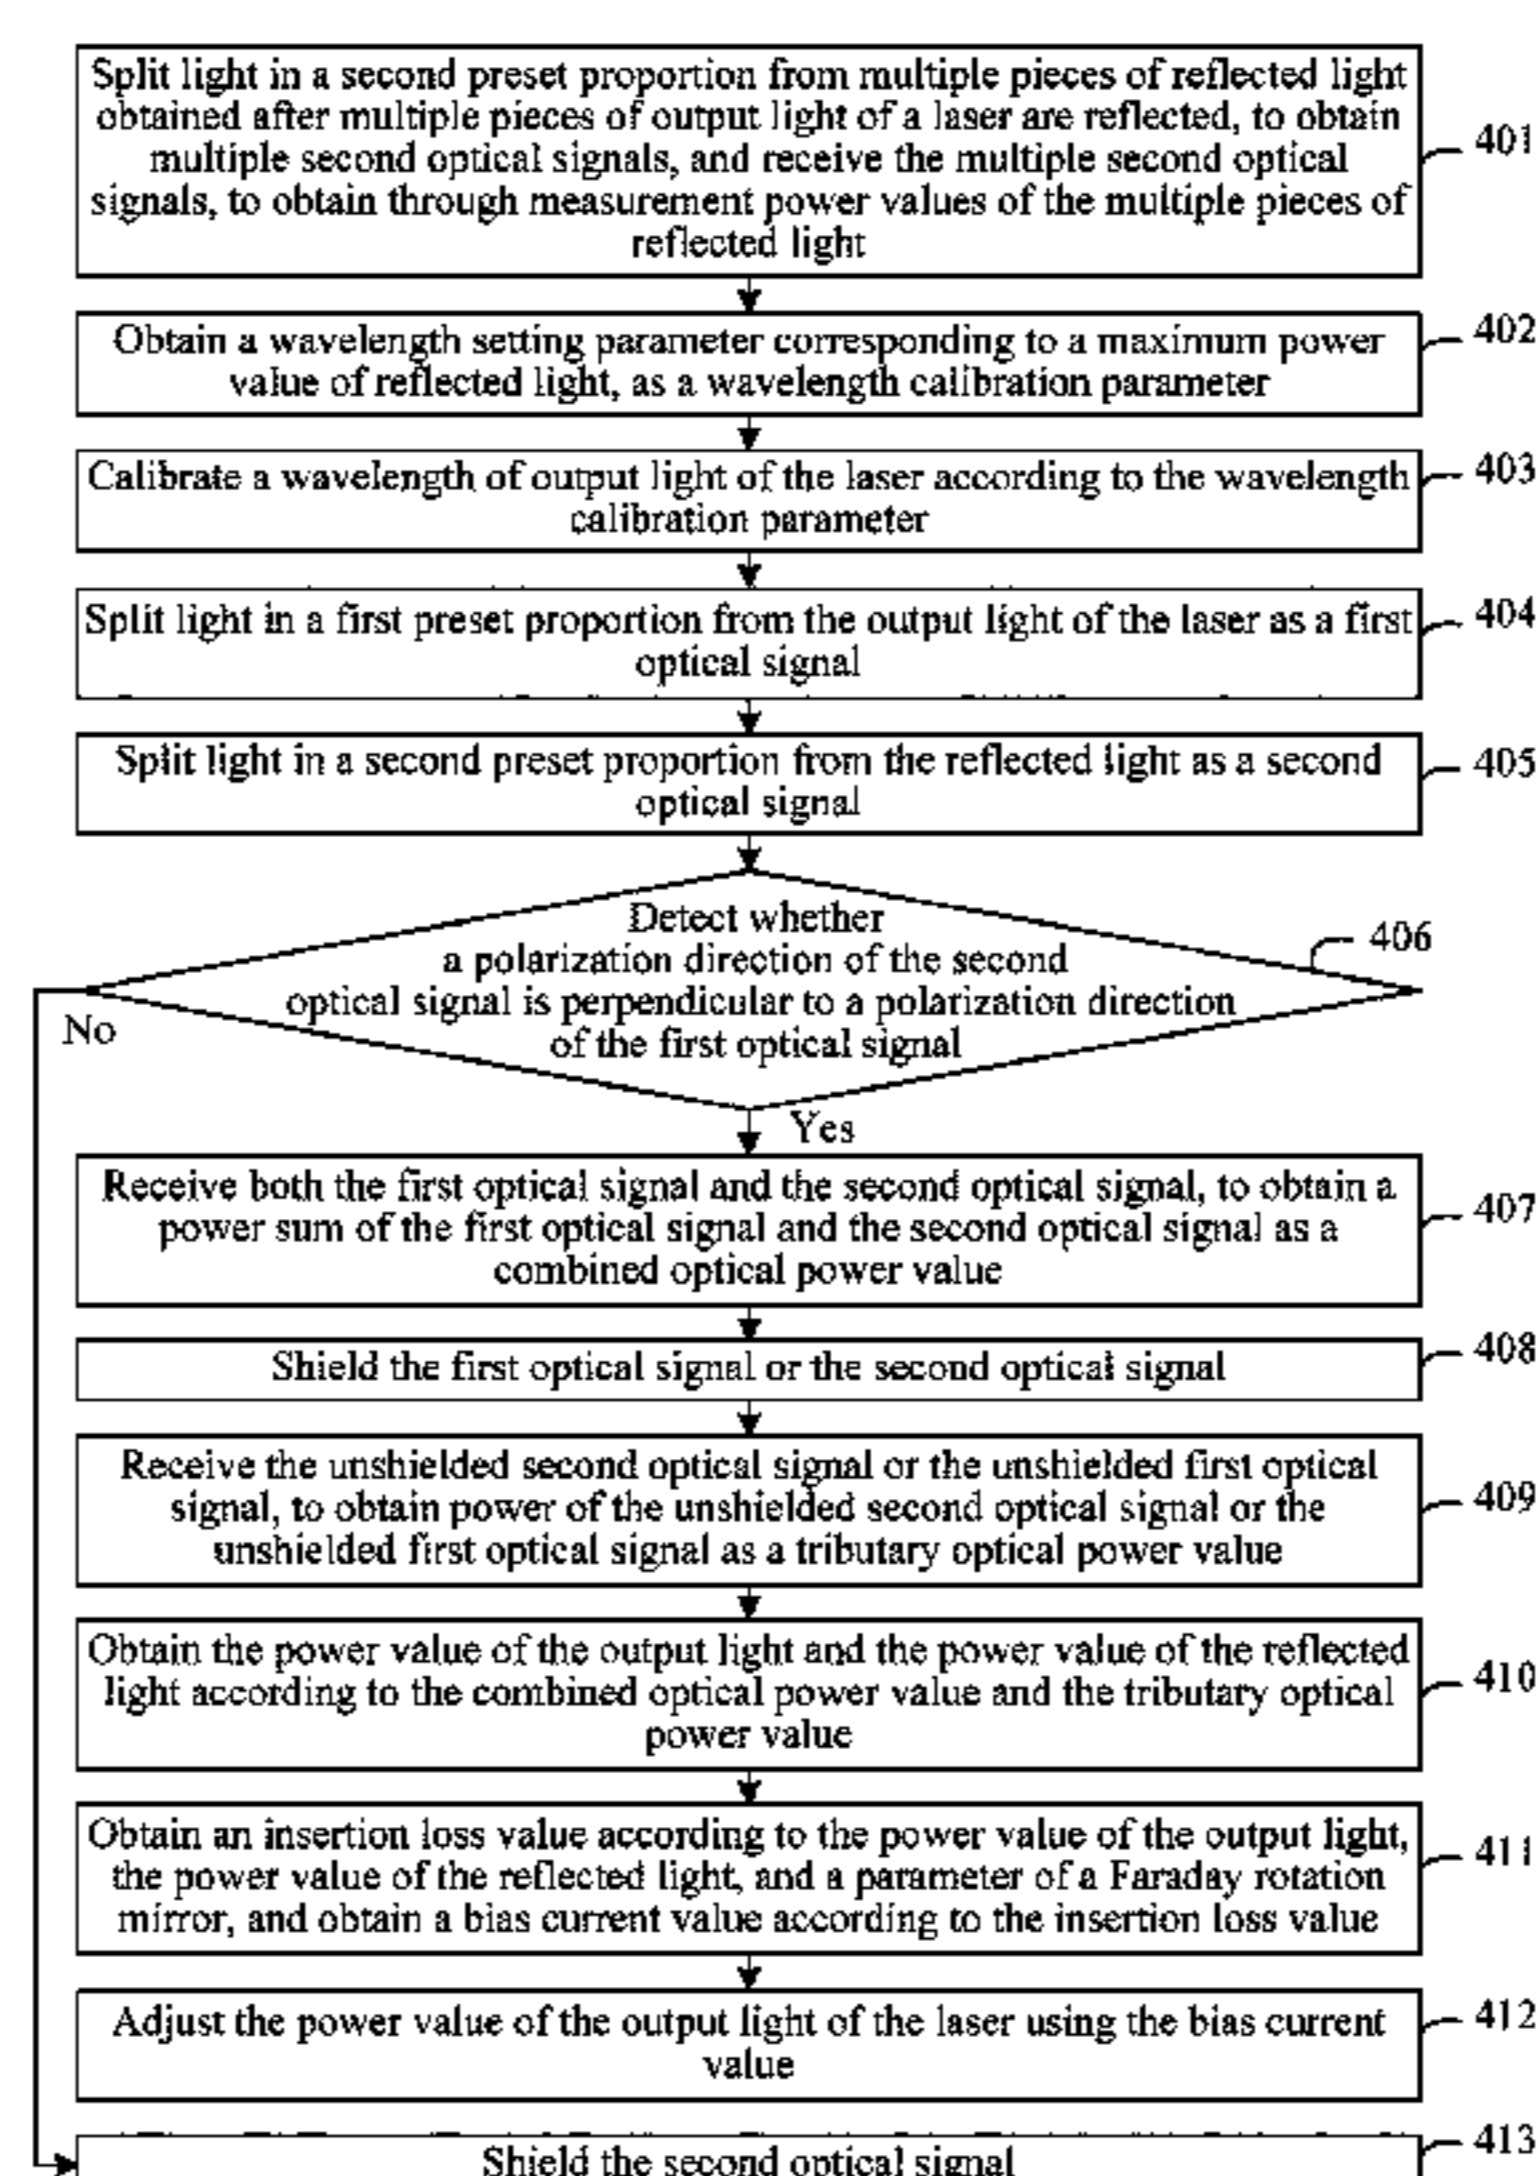 Split light in a second preset proportion from multiple pieces of reflected light
obtained after multiple pieces of output light of a laser are reflected, to obtain
multiple second optical signals, and receive the multiple second optical
signals, to obtain through measurement power values of the multiple pieces of
reflected light
401
Obtain a wavelength setting parameter corresponding to a maximum power
value of reflected light, as a wavelength calibration parameter
402
Calibrate a wavelength of output light of the laser according to the wavelength
calibration parameter
403
Split light in a first preset proportion from the output light of the laser as a first
optical signal
404
Split light in a second preset proportion from the reflected light as a second
optical signal
405
Detect whether
a polarization direction of the second
optical signal is perpendicular to a polarization direction
of the first optical signal
406
No
Yes
Receive both the first optical signal and the second optical signal, to obtain a
power sum of the first optical signal and the second optical signal as a
combined optical power value
407
Shield the first optical signal or the second optical signal
408
Receive the unshielded second optical signal or the unshielded first optical
signal, to obtain power of the unshielded second optical signal or the
unshielded first optical signal as a tributary optical power value
409
Obtain the power value of the output light and the power value of the reflected
light according to the combined optical power value and the tributary optical
power value
410
Obtain an insertion loss value according to the power value of the output light,
the power value of the reflected light, and a parameter of a Faraday rotation
mirror, and obtain a bias current value according to the insertion loss value
411
Adjust the power value of the output light of the laser using the bias current
value
412
Shield the second optical signal
413